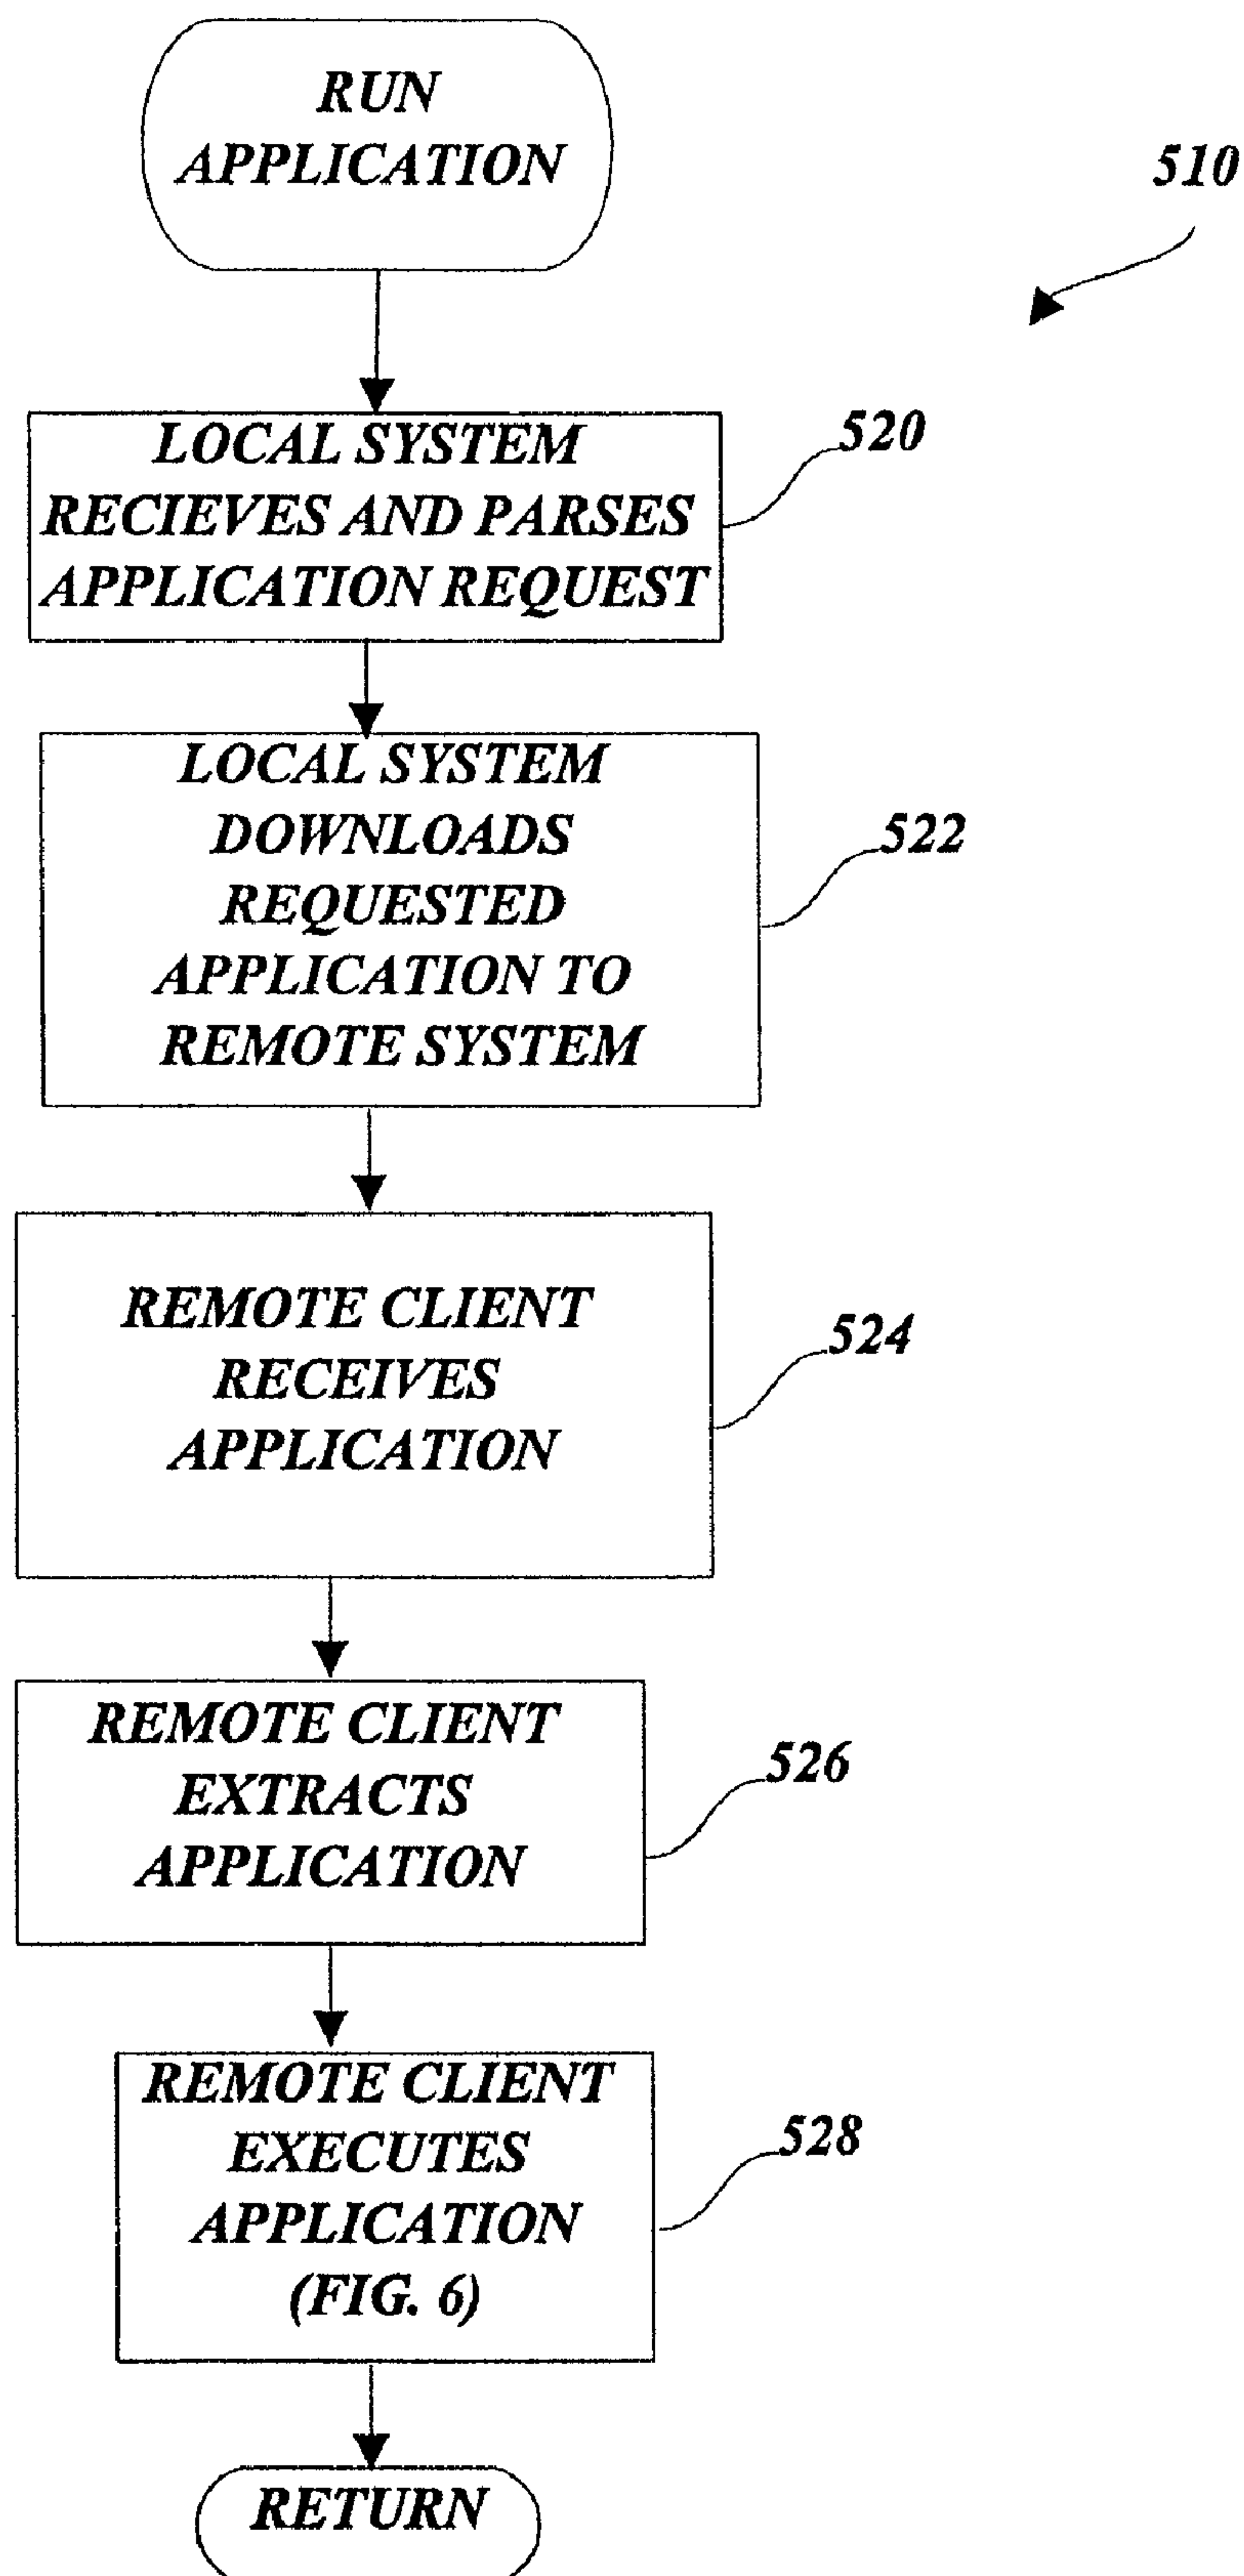 RUN
APPLICATION
510
LOCAL SYSTEM
RECIEVES AND PARSES
APPLICATION REQUEST
520
LOCAL SYSTEM
DOWNLOADS
REQUESTED
APPLICATION TO
REMOTE SYSTEM
522
REMOTE CLIENT
RECEIVES
APPLICATION
524
REMOTE CLIENT
EXTRACTS
APPLICATION
526
REMOTE CLIENT
EXECUTES
APPLICATION
(FIG. 6)
528
RETURN